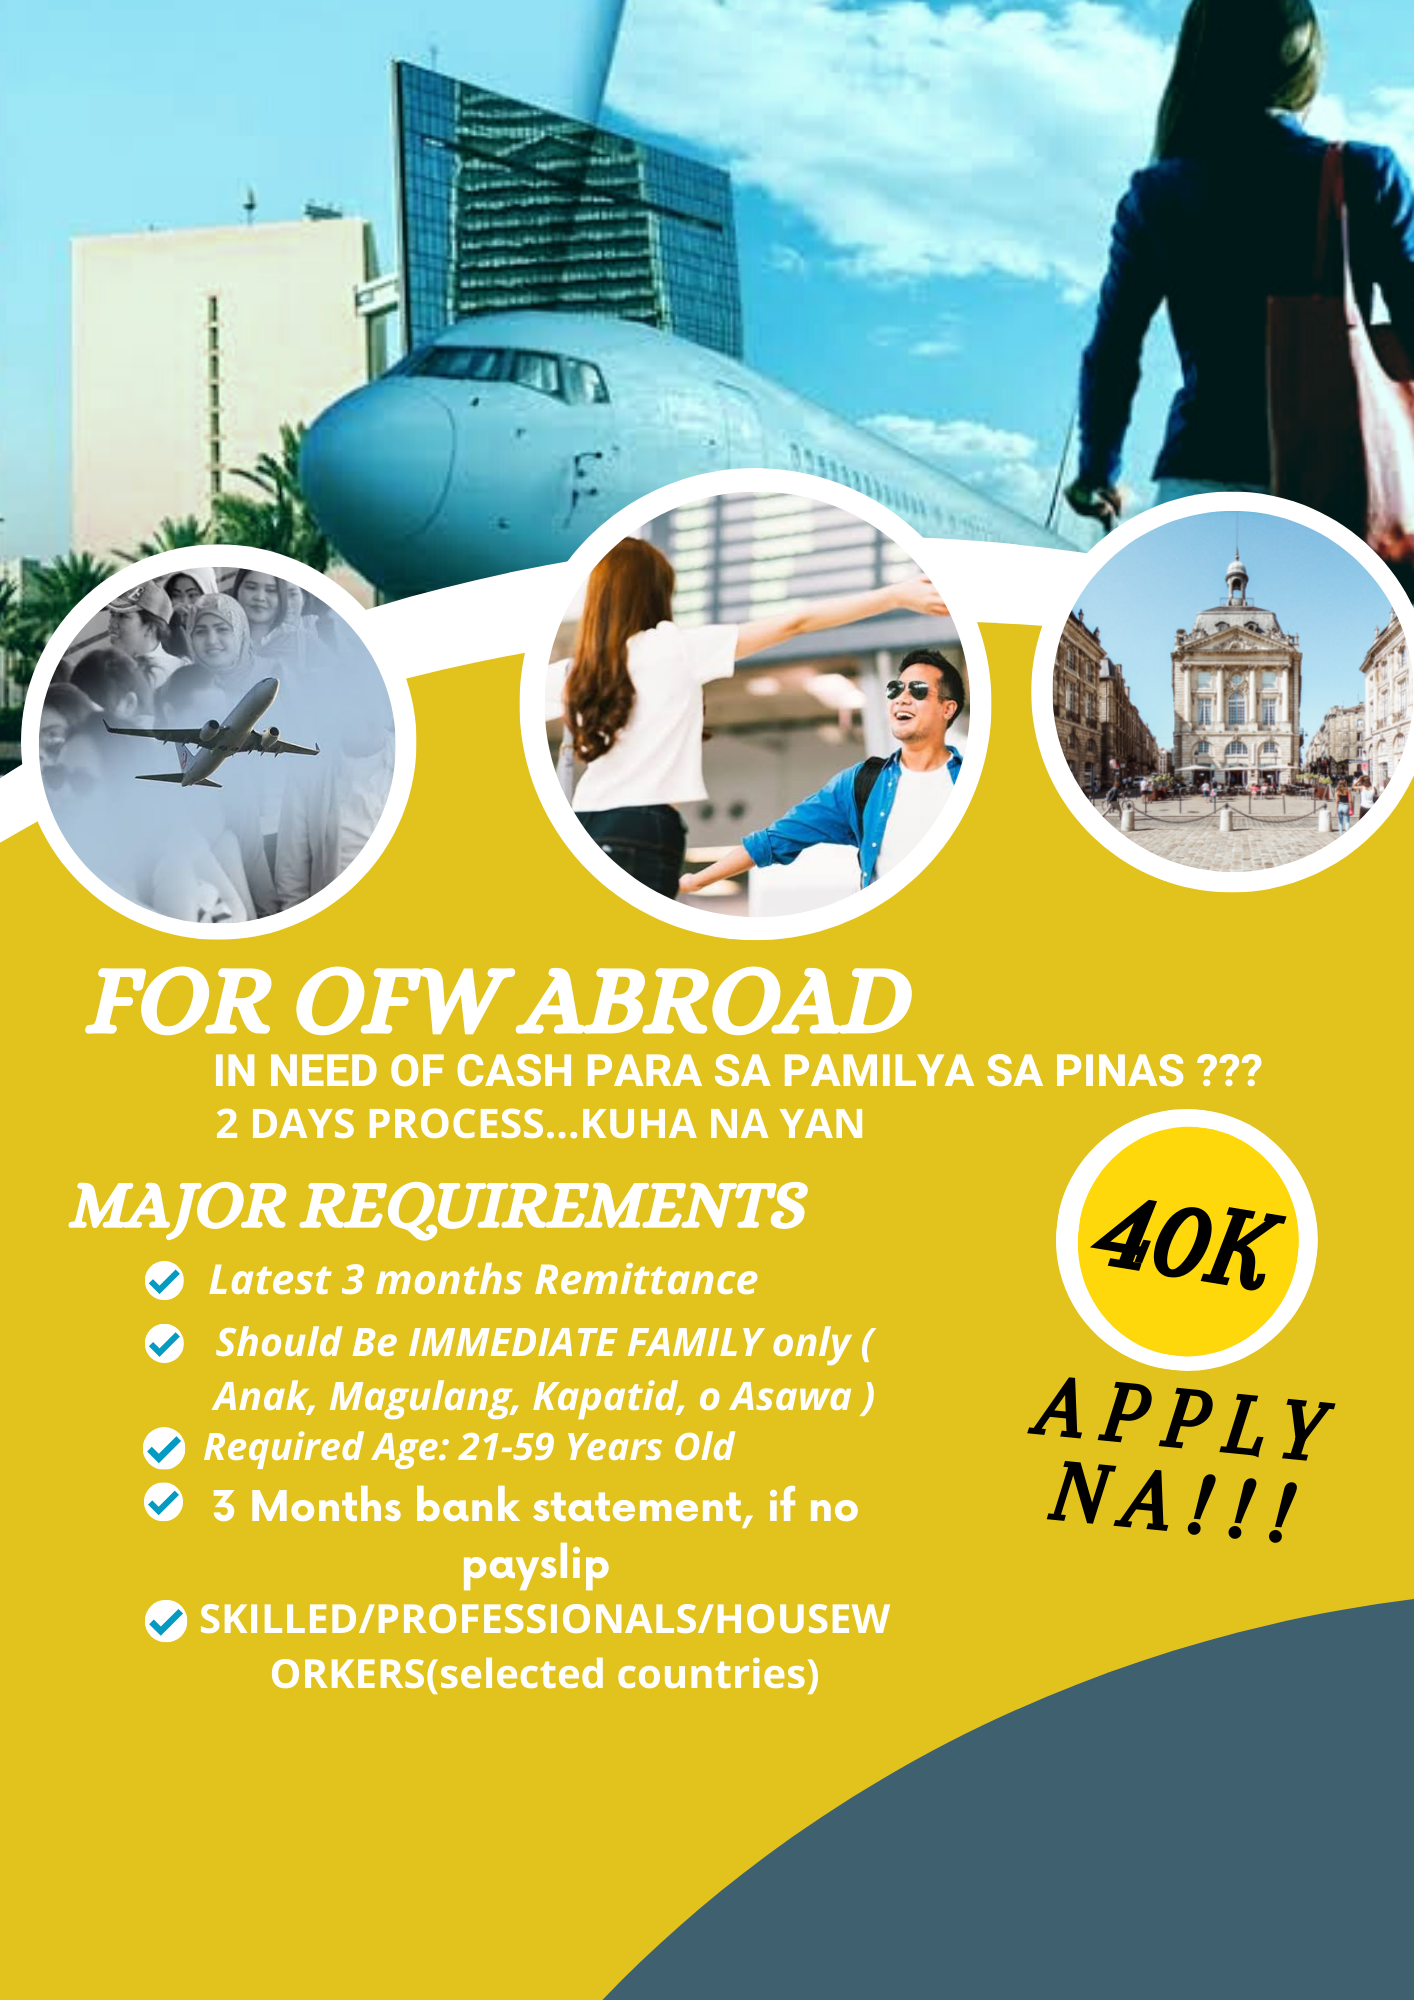 FOR OFW ABROAD
IN NEED OF CASH PARA SA PAMILYA SA PINAS ???
2 DAYS PROCESS...KUHA NA YAN
MAJOR REQUIREMENTS
Latest 3 months Remittance
Should Be IMMEDIATE FAMILY only (
Anak, Magulang, Kapatid, o Asawa )
Required Age: 21-59 Years Old
3 Months bank statement, if no
payslip
SKILLED/PROFESSIONALS/HOUSEW
ORKERS(selected countries)
40K
APPLY
NA!!!